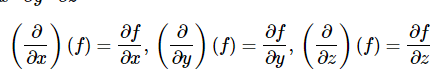 (∂/∂x)(f) = ∂f/∂x, (∂/∂y)(f) = ∂f/∂y, (∂/∂z)(f) = ∂f/∂z